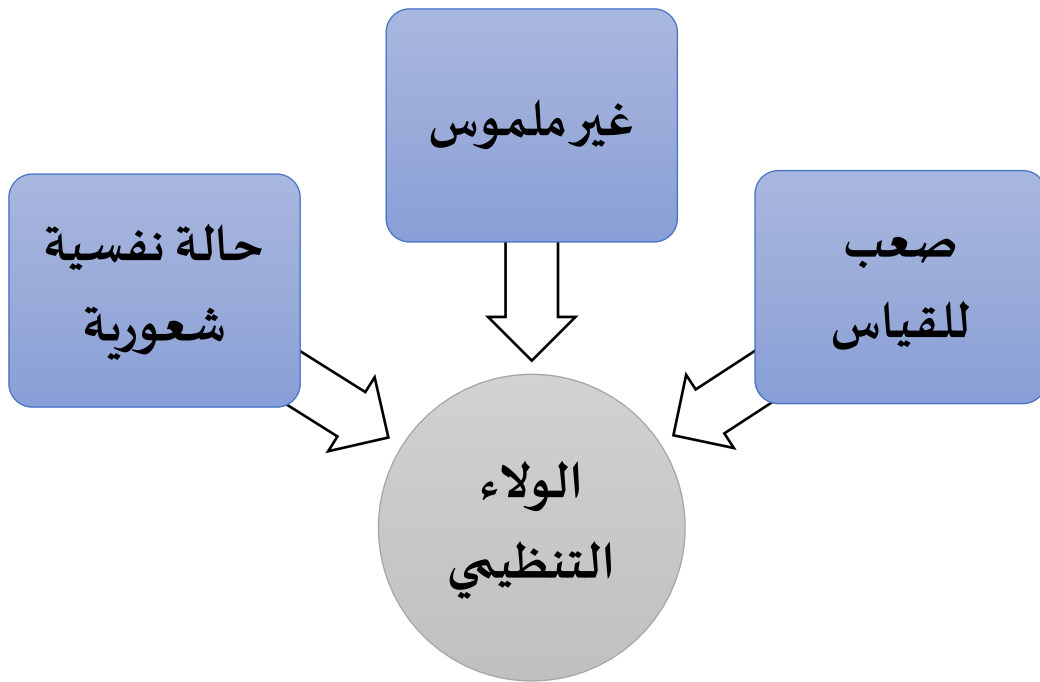 غير ملموس
صعب
للقياس
حالة نفسية
شعورية
الولاء
التنظيمي